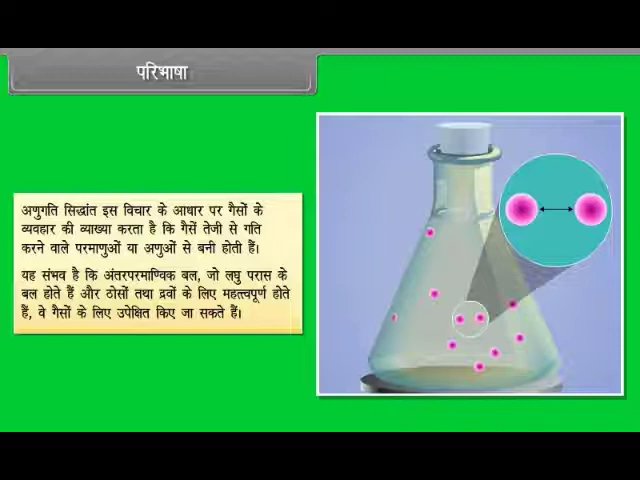 परिभाषा
अणुगति सिद्धांत इस विचार के आधार पर गैसों के
व्यवहार की व्याख्या करता है कि गैसें तेजी से गति
करने वाले परमाणुओं या अणुओं से बनी होती हैं।
यह संभव है कि अंतरपरमाण्विक बल, जो लघु परास के
बल होते हैं और ठोसों तथा द्रवों के लिए महत्त्वपूर्ण होते
हैं, वे गैसों के लिए उपेक्षित किए जा सकते हैं।